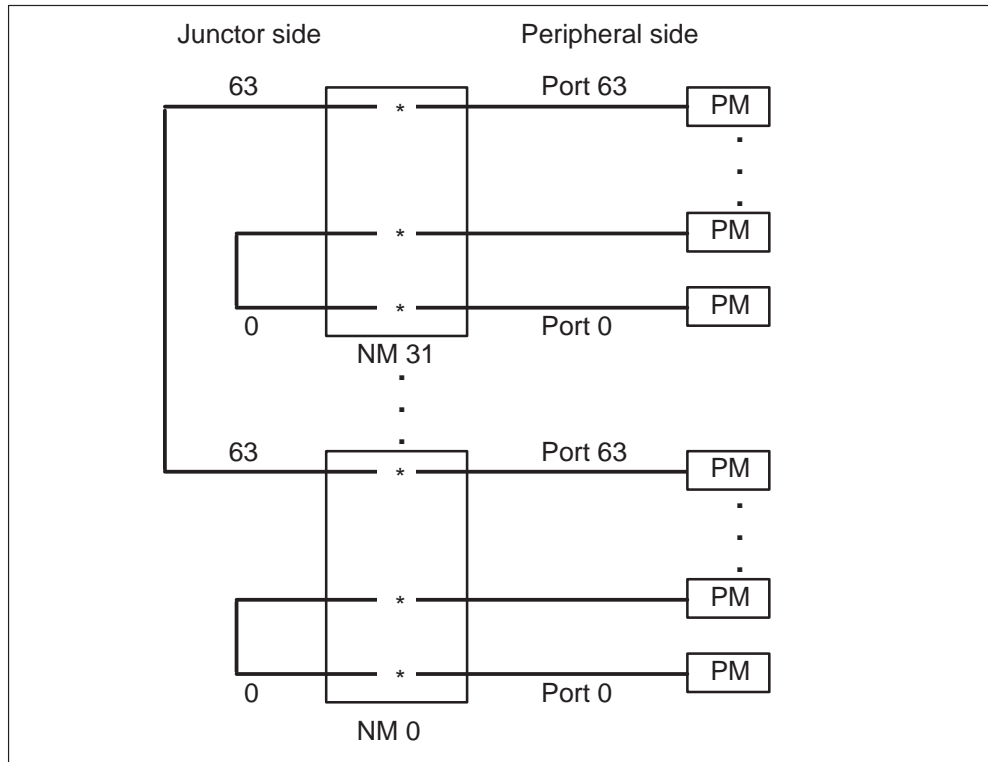 Junctor side Peripheral side
63 Port 63 PM
*
.
.
.
* PM
* PM
0 Port 0
NM 31
.
.
.
63 Port 63 PM
*
.
.
.
* PM
* PM
0 Port 0
NM 0